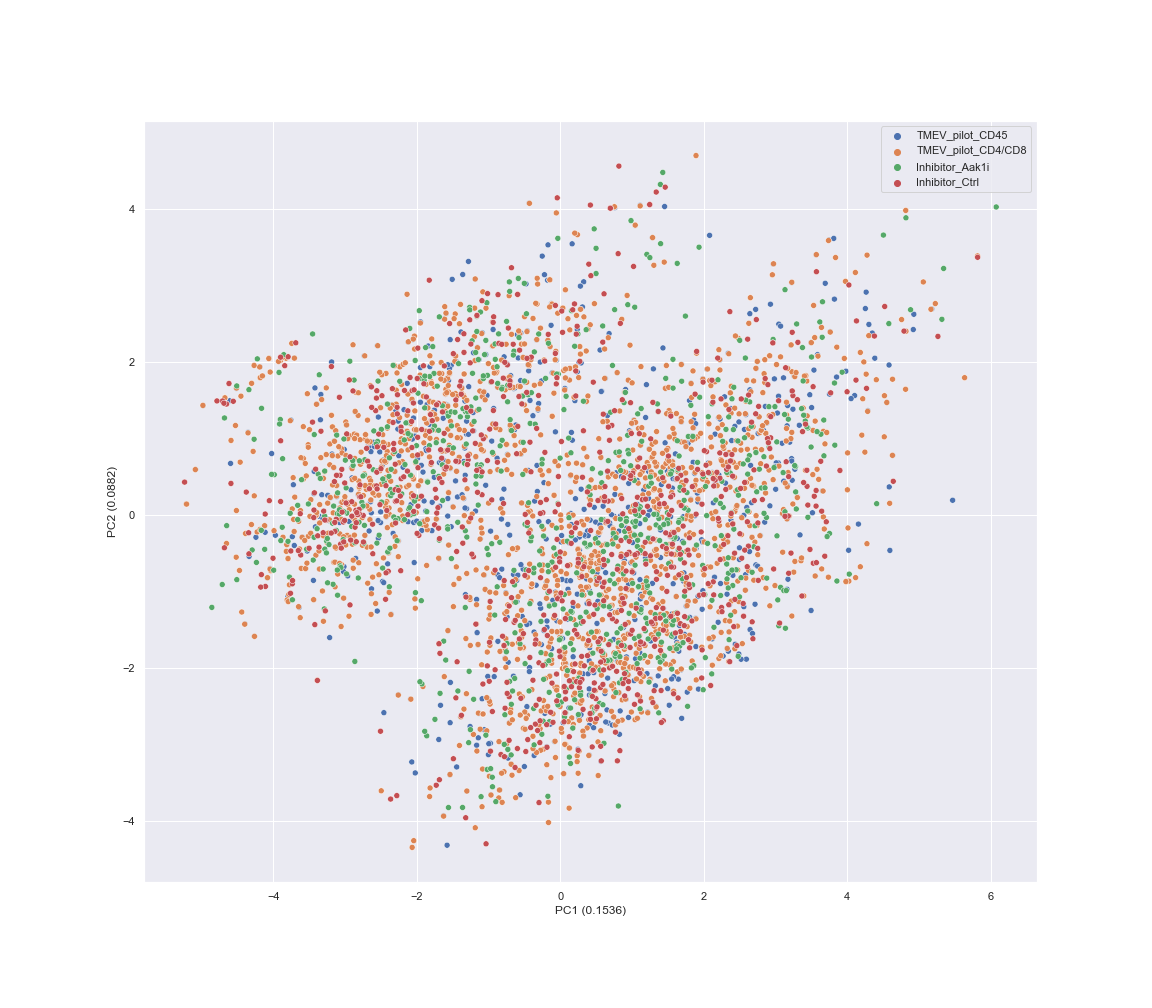 TMEV_pilot_CD45
TMEV_pilot_CD4/CD8
Inhibitor_Aak1i
Inhibitor_Ctrl
4
2
0
−2
−4
PC2 (0.0882)
−4
−2
0
2
4
6
PC1 (0.1536)